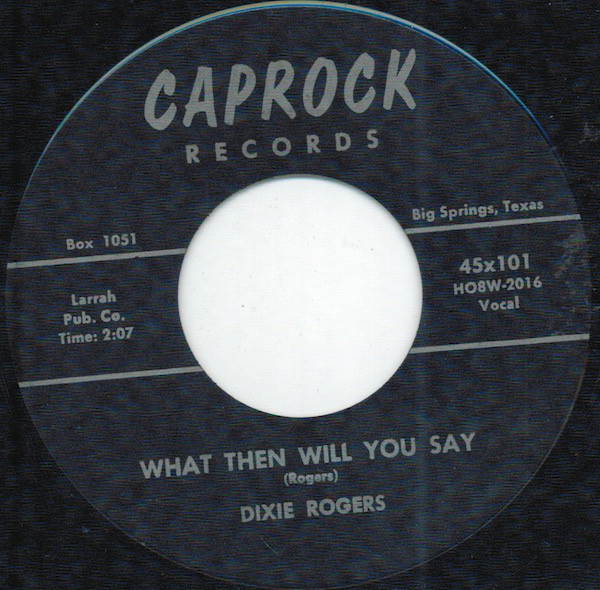 CAPROCK
RECORDS
Box 1051
Big Springs, Texas
Larrah
Pub. Co.
Time: 2:07
45x101
HO8W-2016
Vocal
WHAT THEN WILL YOU SAY
(Rogers)
DIXIE ROGERS